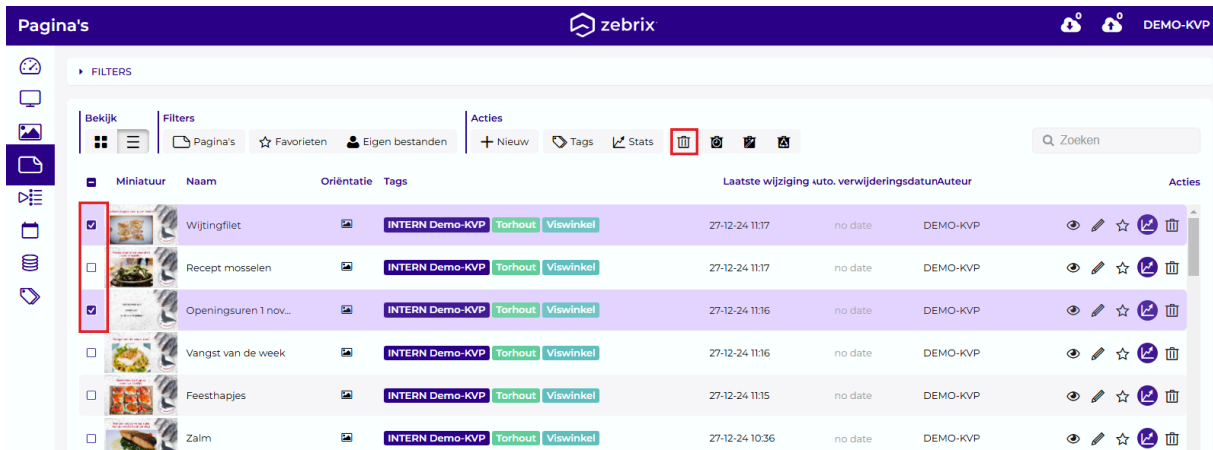 Pagina's
zebrix
0
0
DEMO-KVP
FILTERS
Bekijk Filters Acties
Pagina's Favorieten Eigen bestanden Nieuw Tags Stats Zoeken
Miniatuur Naam Oriëntatie Tags Laatste wijziging Auto. verwijderingsdatum Auteur Acties
Wijtingfilet INTERN Demo-KVP Torhout Viswinkel 27-12-24 11:17 no date DEMO-KVP
Recept mosselen INTERN Demo-KVP Torhout Viswinkel 27-12-24 11:17 no date DEMO-KVP
Openingsuren 1 nov... INTERN Demo-KVP Torhout Viswinkel 27-12-24 11:16 no date DEMO-KVP
Vangst van de week INTERN Demo-KVP Torhout Viswinkel 27-12-24 11:16 no date DEMO-KVP
Feesthapjes INTERN Demo-KVP Torhout Viswinkel 27-12-24 11:15 no date DEMO-KVP
Zalm INTERN Demo-KVP Torhout Viswinkel 27-12-24 10:36 no date DEMO-KVP